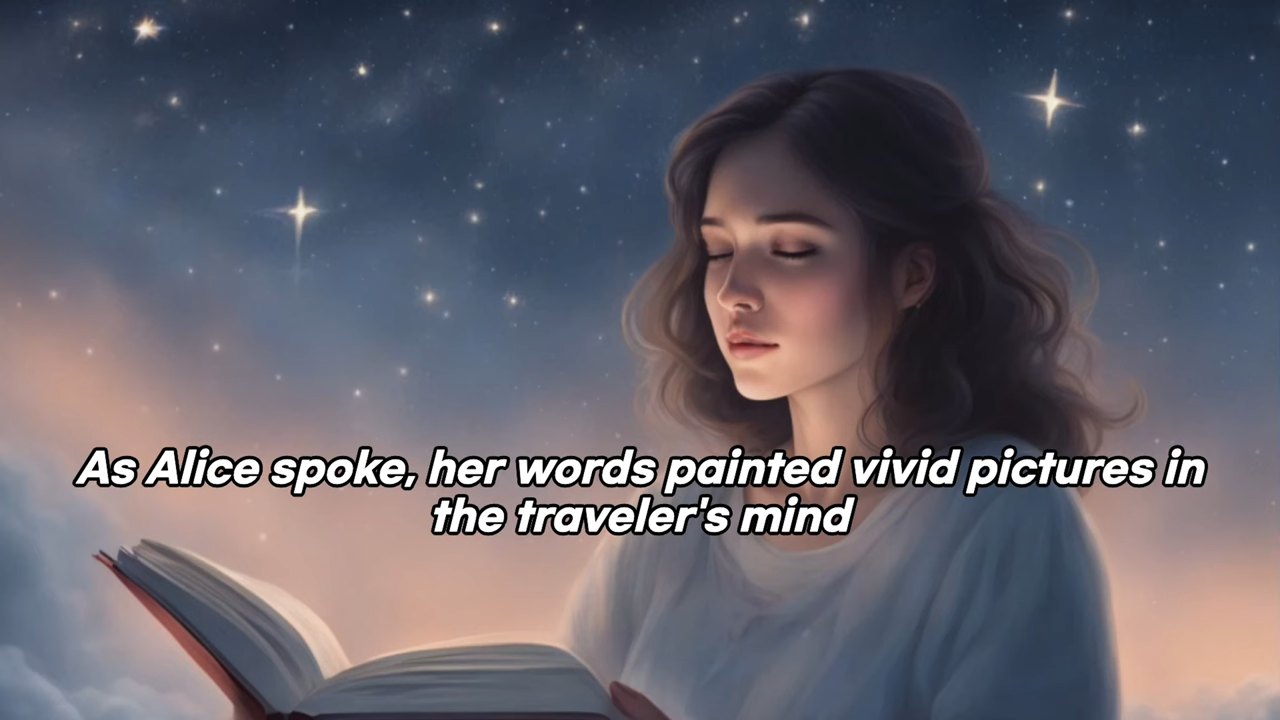 As Alice spoke, her words painted vivid pictures in
the traveler's mind